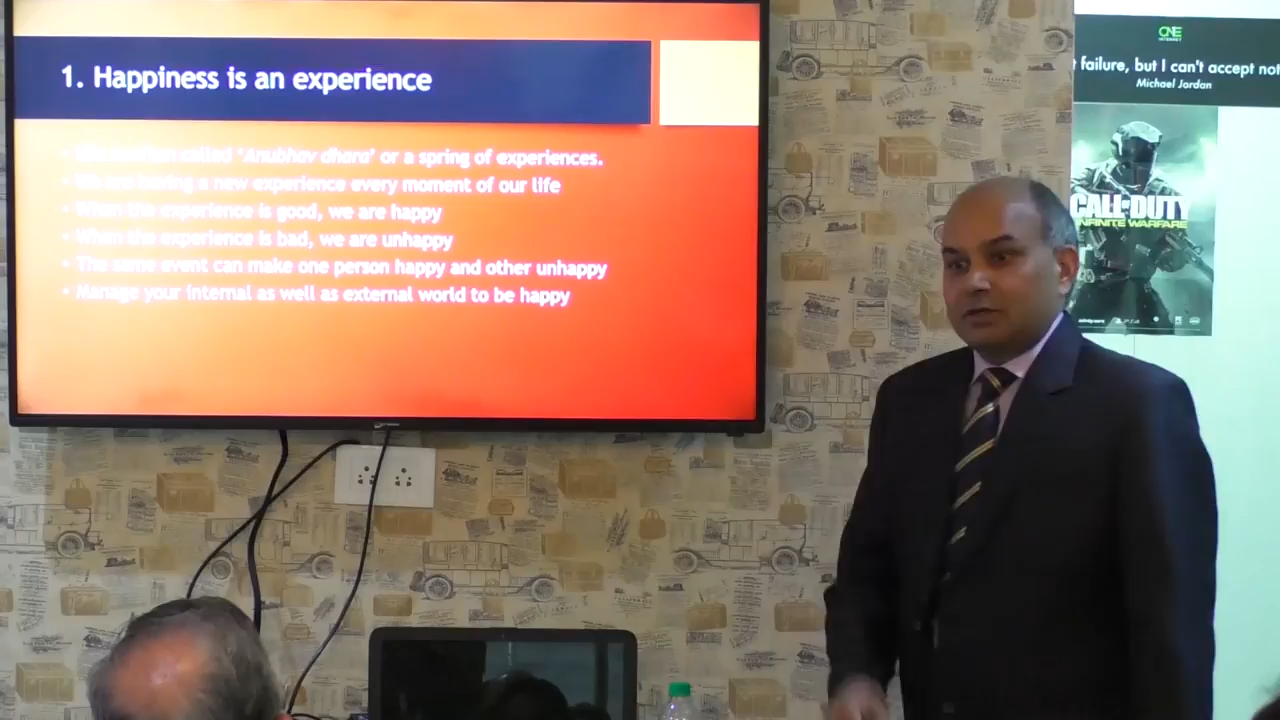 1. Happiness is an experience
• called 'Anubhav dhara' or a spring of experiences.
• We are having a new experience every moment of our life
• When the experience is good, we are happy
• When the experience is bad, we are unhappy
• The same event can make one person happy and other unhappy
• Manage your internal as well as external world to be happy
ONE
INTERNET
failure, but I can't accept not
Michael Jordan
CALL OF DUTY
INFINITE WARFARE